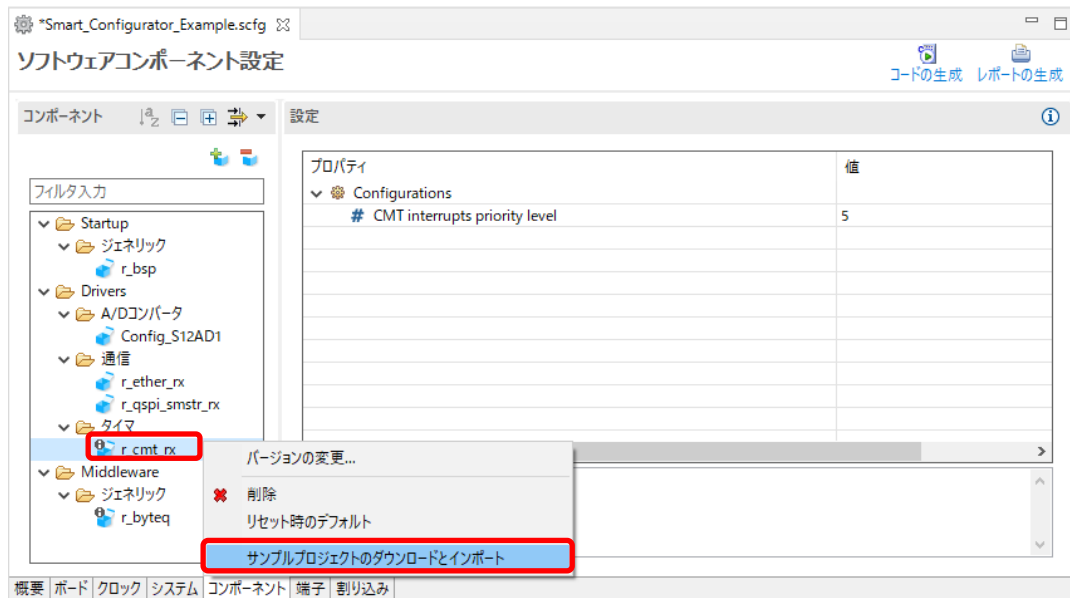 *Smart_Configurator_Example.scfg
ソフトウェアコンポーネント設定
コードの生成 レポートの生成
コンポーネント
設定
フィルタ入力
Startup
ジェネリック
r_bsp
Drivers
A/Dコンバータ
Config_S12AD1
通信
r_ether_rx
r_qspi_smstr_rx
タイマ
r_cmt_rx
Middleware
ジェネリック
r_byteq
プロパティ 値
Configurations
# CMT interrupts priority level 5
バージョンの変更...
削除
リセット時のデフォルト
サンプルプロジェクトのダウンロードとインポート
概要 ボード クロック システム コンポーネント 端子 割り込み